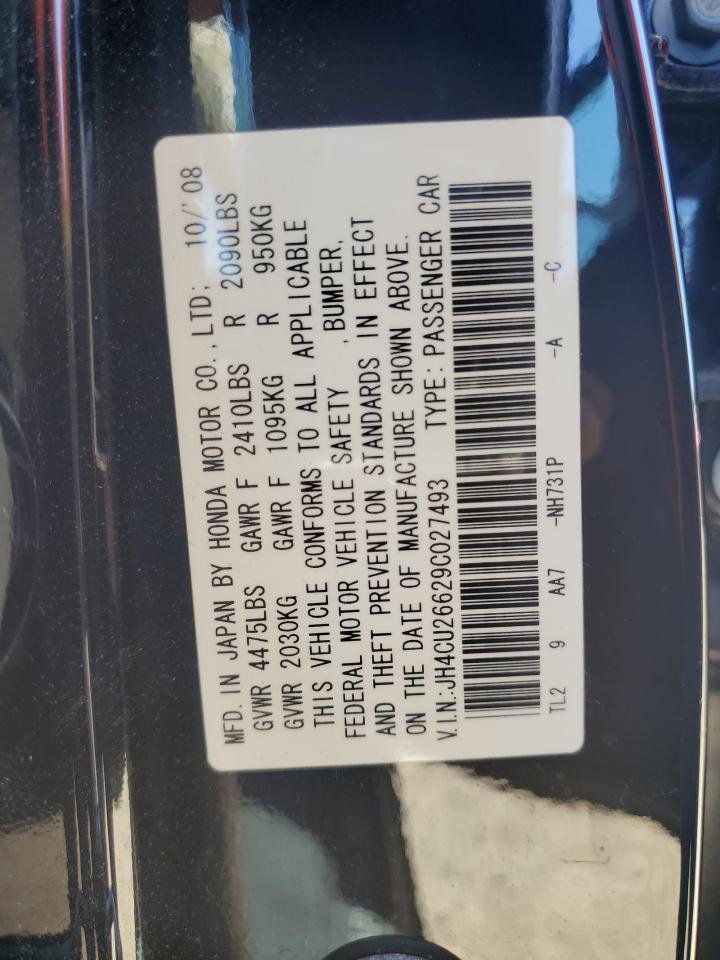 MFD. IN JAPAN BY HONDA MOTOR CO., LTD; 10/'08
GVWR 4475LBS GAWR F 2410LBS R 2090LBS
GVWR 2030KG GAWR F 1095KG R 950KG
THIS VEHICLE CONFORMS TO ALL APPLICABLE
FEDERAL MOTOR VEHICLE SAFETY , BUMPER,
AND THEFT PREVENTION STANDARDS IN EFFECT
ON THE DATE OF MANUFACTURE SHOWN ABOVE.
V.I.N.:JH4CU26629C027493 TYPE: PASSENGER CAR
TL2 9 AA7 -NH731P -A -C